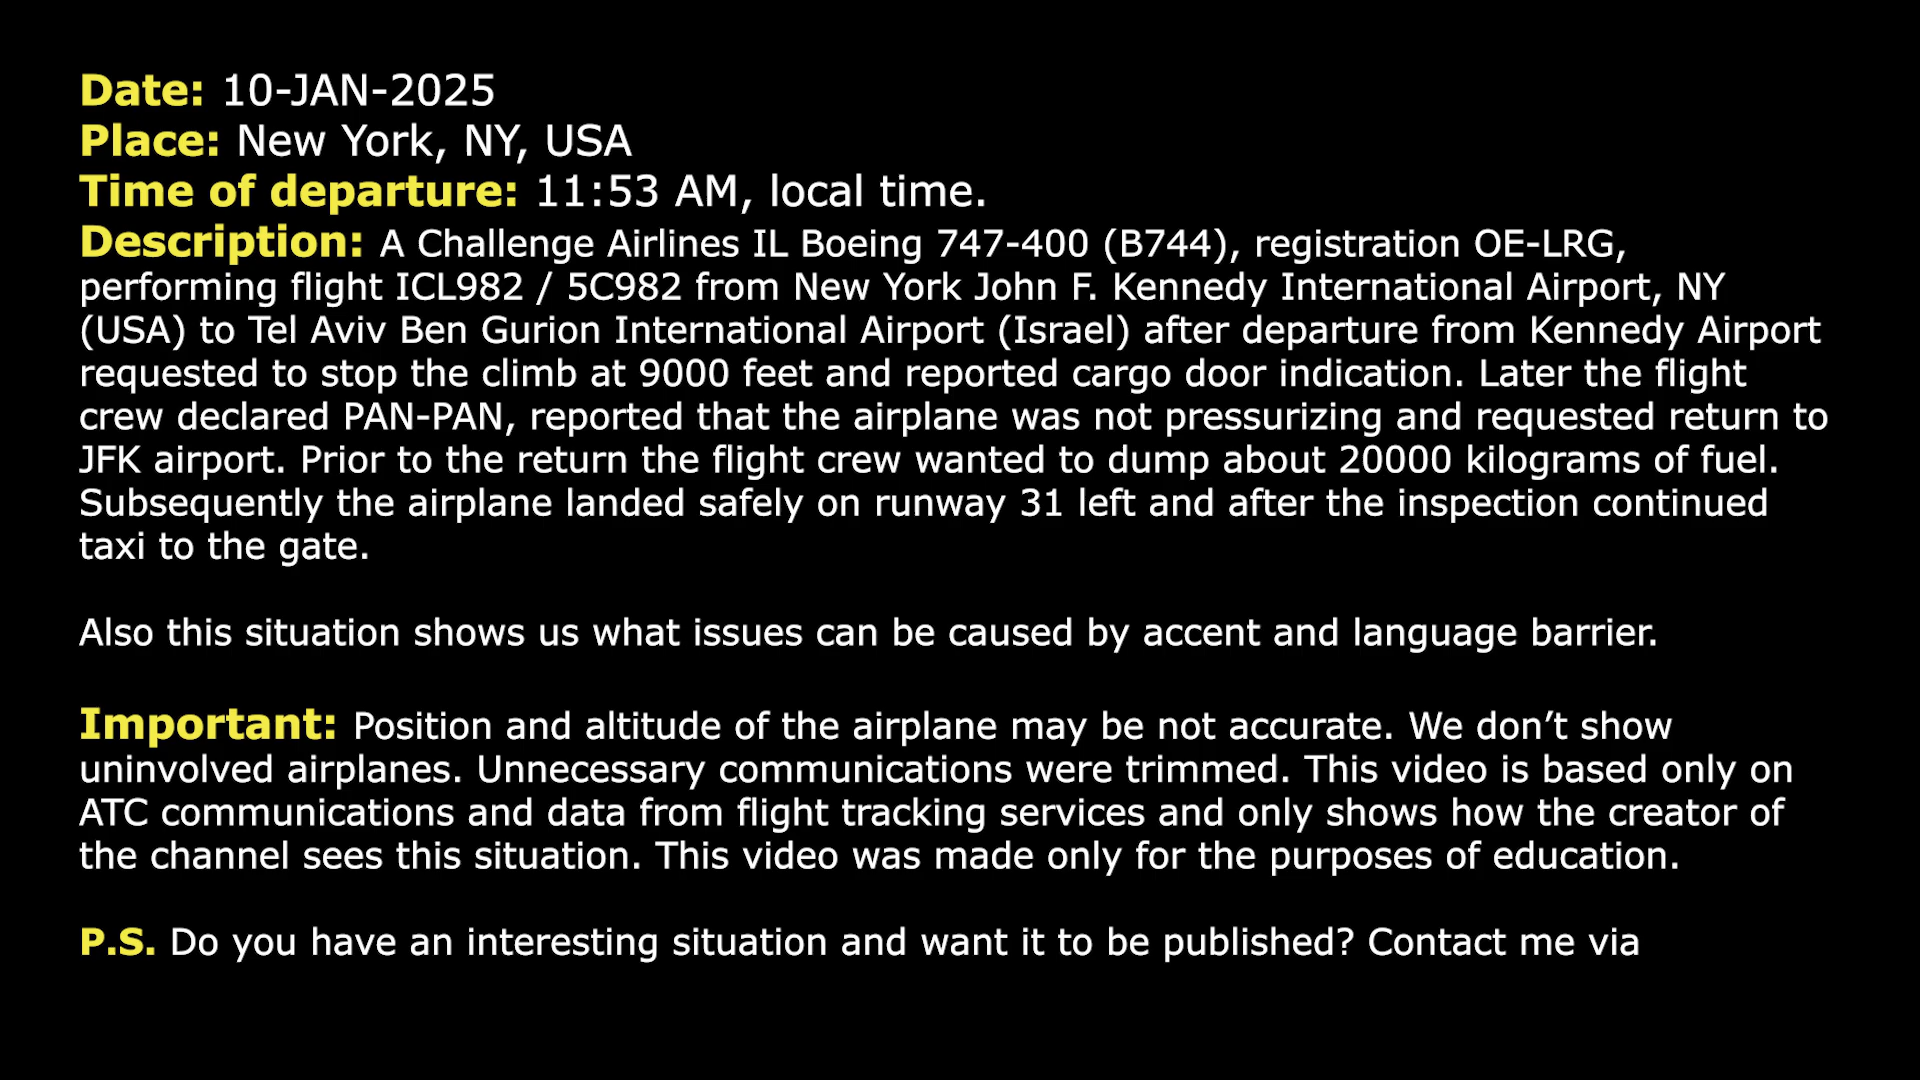 Date: 10-JAN-2025
Place: New York, NY, USA
Time of departure: 11:53 AM, local time.
Description: A Challenge Airlines IL Boeing 747-400 (B744), registration OE-LRG,
performing flight ICL982 / 5C982 from New York John F. Kennedy International Airport, NY
(USA) to Tel Aviv Ben Gurion International Airport (Israel) after departure from Kennedy Airport
requested to stop the climb at 9000 feet and reported cargo door indication. Later the flight
crew declared PAN-PAN, reported that the airplane was not pressurizing and requested return to
JFK airport. Prior to the return the flight crew wanted to dump about 20000 kilograms of fuel.
Subsequently the airplane landed safely on runway 31 left and after the inspection continued
taxi to the gate.
Also this situation shows us what issues can be caused by accent and language barrier.
Important: Position and altitude of the airplane may be not accurate. We don’t show
uninvolved airplanes. Unnecessary communications were trimmed. This video is based only on
ATC communications and data from flight tracking services and only shows how the creator of
the channel sees this situation. This video was made only for the purposes of education.
P.S. Do you have an interesting situation and want it to be published? Contact me via